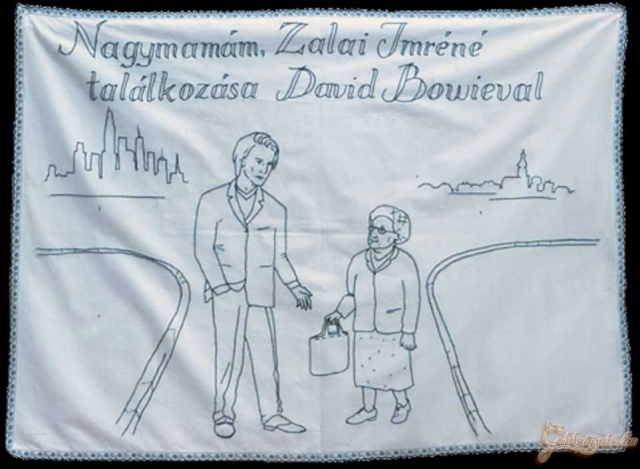 Nagymamám, Zalai Imréné
találkozása David Bowieval